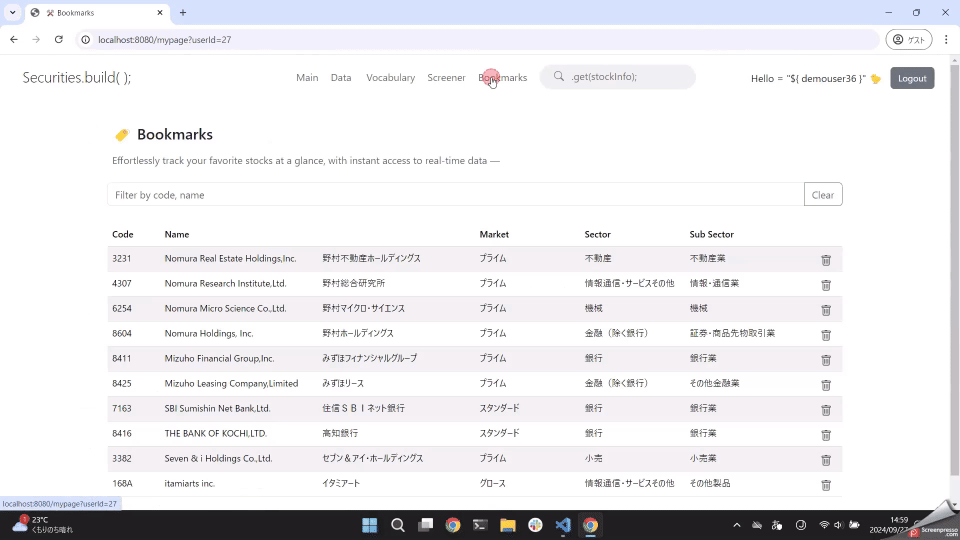 Bookmarks
localhost:8080/mypage?userId=27
ゲスト
Securities.build( );
Main Data Vocabulary Screener Bookmarks
.get(stockInfo);
Hello = "${ demouser36 }"
Logout
Bookmarks
Effortlessly track your favorite stocks at a glance, with instant access to real-time data —
Filter by code, name
Clear
Code Name Market Sector Sub Sector
3231 Nomura Real Estate Holdings,Inc. 野村不動産ホールディングス プライム 不動産 不動産業
4307 Nomura Research Institute,Ltd. 野村総合研究所 プライム 情報通信・サービスその他 情報・通信業
6254 Nomura Micro Science Co.,Ltd. 野村マイクロ・サイエンス プライム 機械 機械
8604 Nomura Holdings, Inc. 野村ホールディングス プライム 金融（除く銀行） 証券・商品先物取引業
8411 Mizuho Financial Group,Inc. みずほフィナンシャルグループ プライム 銀行 銀行業
8425 Mizuho Leasing Company,Limited みずほリース プライム 金融（除く銀行） その他金融業
7163 SBI Sumishin Net Bank,Ltd. 住信ＳＢＩネット銀行 スタンダード 銀行 銀行業
8416 THE BANK OF KOCHI,LTD. 高知銀行 スタンダード 銀行 銀行業
3382 Seven & i Holdings Co.,Ltd. セブン＆アイ・ホールディングス プライム 小売 小売業
168A itamiarts inc. イタミアート グロース 情報通信・サービスその他 その他製品
localhost:8080/mypage?userId=27
1
23°C
くもりのち晴れ
14:59
2024/09/27
Screenpresso
.com